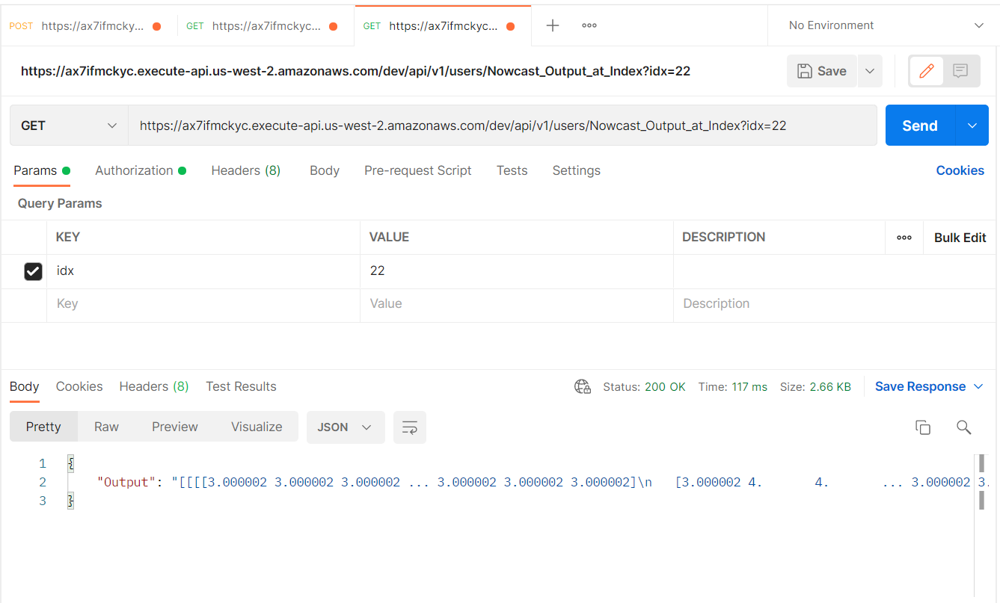 POST https://ax7ifmcky... GET https://ax7ifmckyc... GET https://ax7ifmckyc... No Environment
https://ax7ifmckyc.execute-api.us-west-2.amazonaws.com/dev/api/v1/users/Nowcast_Output_at_Index?idx=22 Save
GET https://ax7ifmckyc.execute-api.us-west-2.amazonaws.com/dev/api/v1/users/Nowcast_Output_at_Index?idx=22 Send
Params Authorization Headers (8) Body Pre-request Script Tests Settings Cookies
Query Params
KEY VALUE DESCRIPTION Bulk Edit
idx 22
Key Value Description
Body Cookies Headers (8) Test Results Status: 200 OK Time: 117 ms Size: 2.66 KB Save Response
Pretty Raw Preview Visualize JSON
1 {
2 "Output": "[[[[3.000002 3.000002 3.000002 ... 3.000002 3.000002 3.000002]\n [3.000002 4. 4. ... 3.000002 3.
3 }